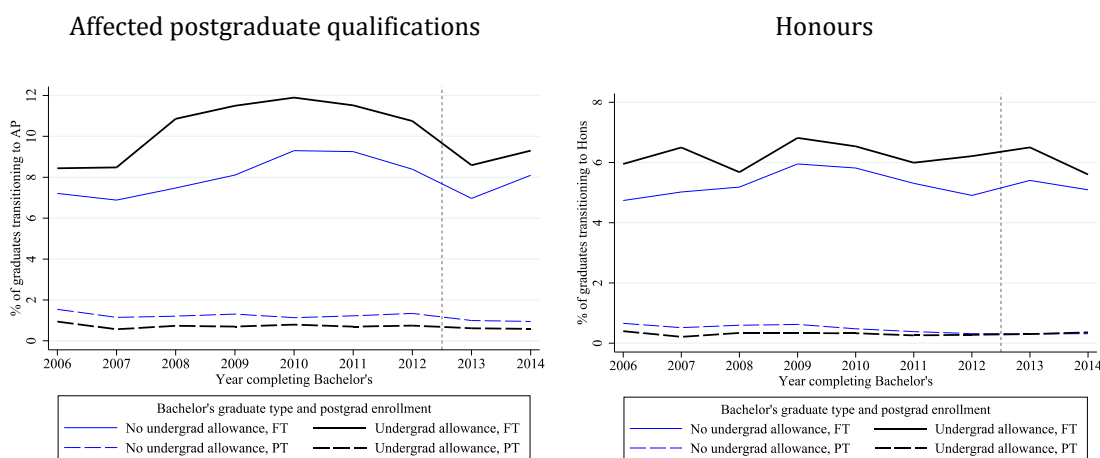 Affected postgraduate qualifications
% of graduates transitioning to AP
12
10
8
6
4
2
0
2006 2007 2008 2009 2010 2011 2012 2013 2014
Year completing Bachelor's
Bachelor's graduate type and postgrad enrollment
No undergrad allowance, FT Undergrad allowance, FT
No undergrad allowance, PT Undergrad allowance, PT
Honours
% of graduates transitioning to Hons
8
6
4
2
0
2006 2007 2008 2009 2010 2011 2012 2013 2014
Year completing Bachelor's
Bachelor's graduate type and postgrad enrollment
No undergrad allowance, FT Undergrad allowance, FT
No undergrad allowance, PT Undergrad allowance, PT